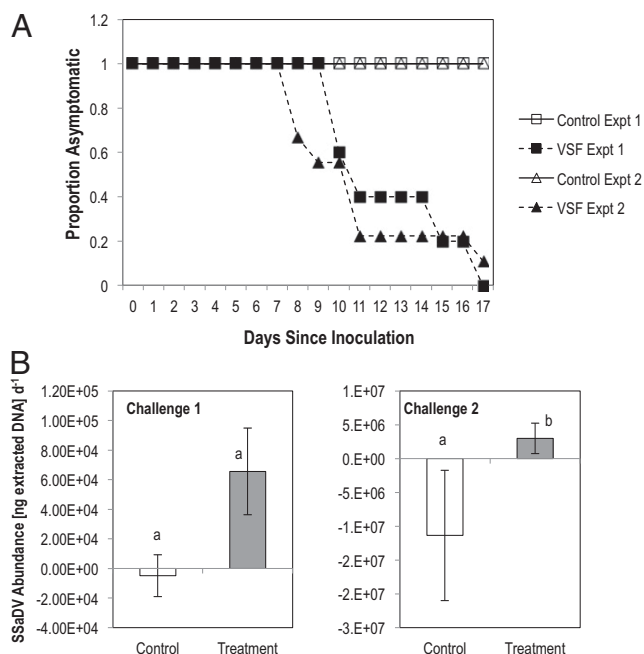 A
Proportion Asymptomatic
1.2
1
0.8
0.6
0.4
0.2
0
0 1 2 3 4 5 6 7 8 9 10 11 12 13 14 15 16 17
Days Since Inoculation
Control Expt 1
VSF Expt 1
Control Expt 2
VSF Expt 2
B
SSaDV Abundance [ng extracted DNA] d-1
1.20E+05
1.00E+05
8.00E+04
6.00E+04
4.00E+04
2.00E+04
0.00E+00
-2.00E+04
-4.00E+04
Challenge 1
a
a
Control Treatment
1.E+07
5.E+06
0.E+00
-5.E+06
-1.E+07
-2.E+07
-2.E+07
-3.E+07
Challenge 2
a
b
Control Treatment